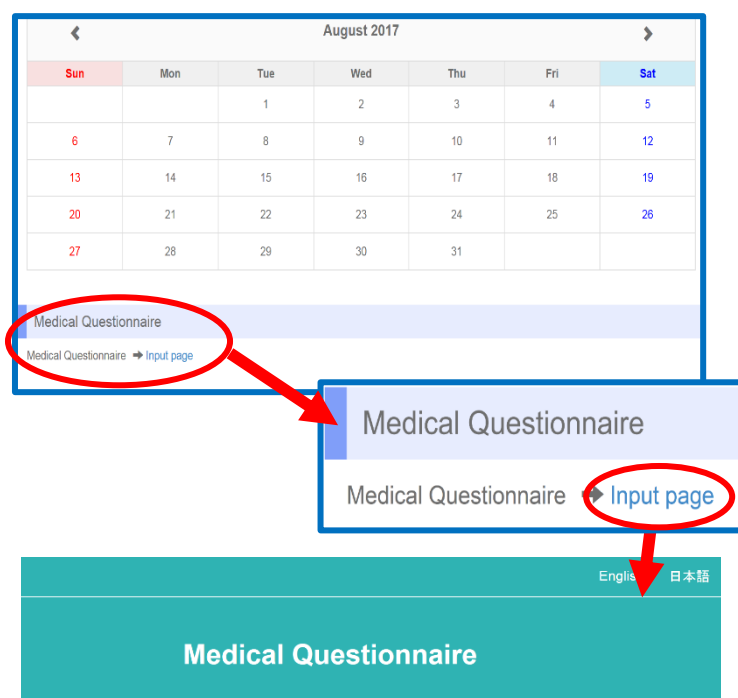 August 2017
Sun Mon Tue Wed Thu Fri Sat
1 2 3 4 5
6 7 8 9 10 11 12
13 14 15 16 17 18 19
20 21 22 23 24 25 26
27 28 29 30 31
Medical Questionnaire
Medical Questionnaire ➡ Input page
Medical Questionnaire
Medical Questionnaire ➡ Input page
日本語
Medical Questionnaire